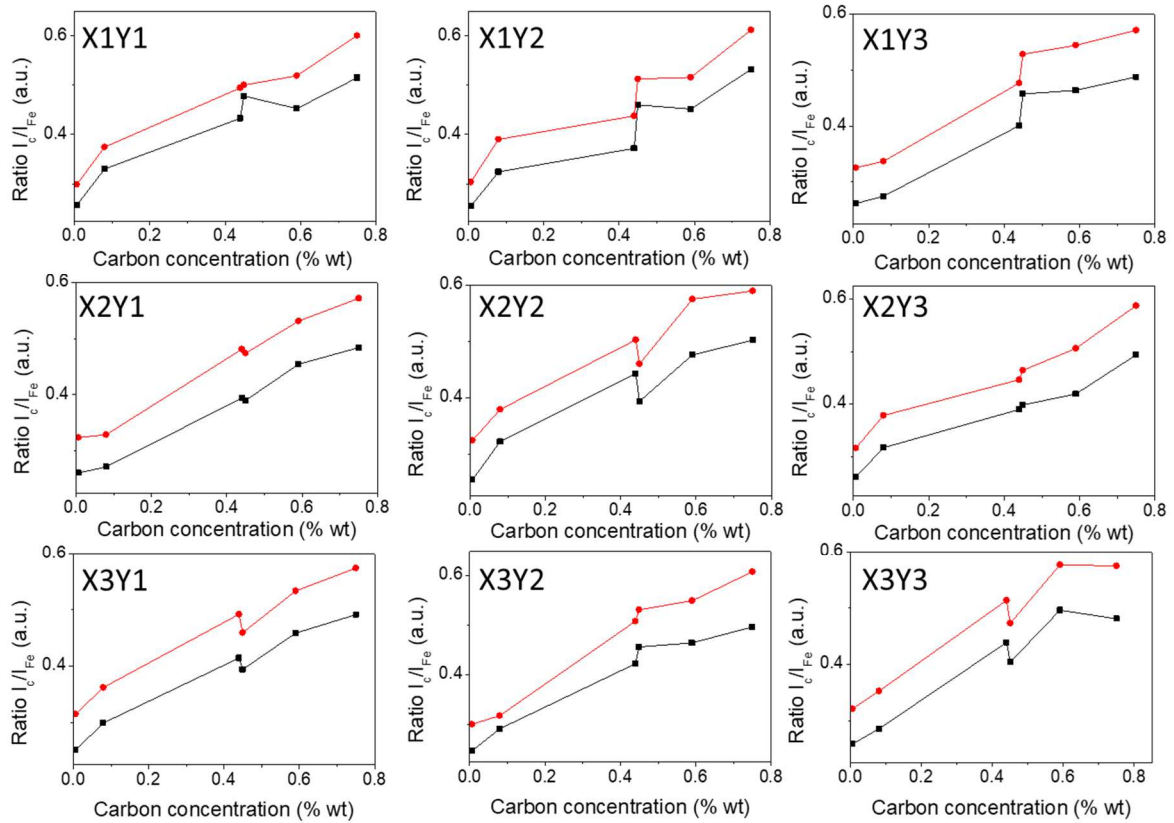 X1Y1
Ratio I_c/I_Fe (a.u.)
0.6
0.4
0.0 0.2 0.4 0.6 0.8
Carbon concentration (% wt)
X1Y2
Ratio I_c/I_Fe (a.u.)
0.6
0.4
0.0 0.2 0.4 0.6 0.8
Carbon concentration (% wt)
X1Y3
Ratio I_c/I_Fe (a.u.)
0.6
0.4
0.0 0.2 0.4 0.6 0.8
Carbon concentration (% wt)
X2Y1
Ratio I_c/I_Fe (a.u.)
0.6
0.4
0.0 0.2 0.4 0.6 0.8
Carbon concentration (% wt)
X2Y2
Ratio I_c/I_Fe (a.u.)
0.6
0.4
0.0 0.2 0.4 0.6 0.8
Carbon concentration (% wt)
X2Y3
Ratio I_c/I_Fe (a.u.)
0.6
0.4
0.0 0.2 0.4 0.6 0.8
Carbon concentration (% wt)
X3Y1
Ratio I_c/I_Fe (a.u.)
0.6
0.4
0.0 0.2 0.4 0.6 0.8
Carbon concentration (% wt)
X3Y2
Ratio I_c/I_Fe (a.u.)
0.6
0.4
0.0 0.2 0.4 0.6 0.8
Carbon concentration (% wt)
X3Y3
Ratio I_c/I_Fe (a.u.)
0.6
0.4
0.0 0.2 0.4 0.6 0.8
Carbon concentration (% wt)